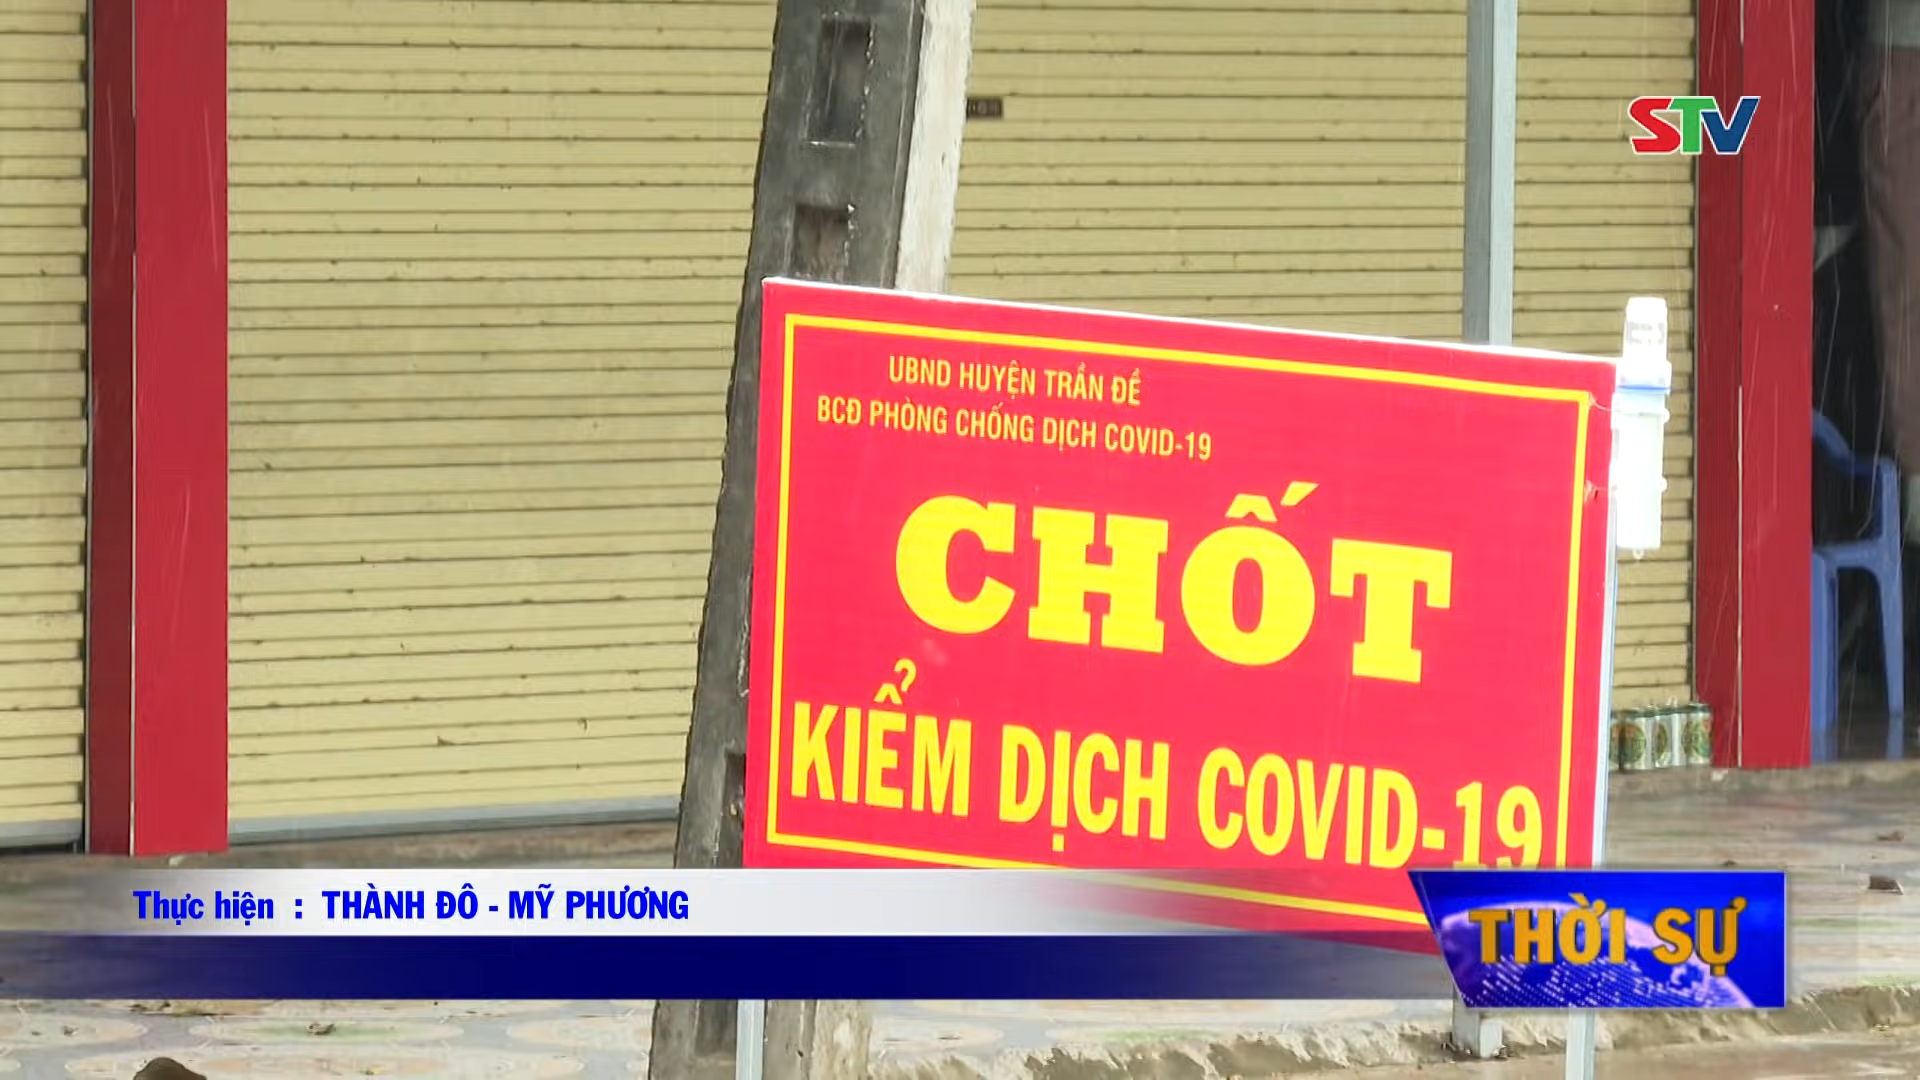 STV
UBND HUYỆN TRẦN ĐỀ
BCĐ PHÒNG CHỐNG DỊCH COVID-19
CHỐT
KIỂM DỊCH COVID-19
Thực hiện : THÀNH ĐÔ - MỸ PHƯƠNG
THỜI SỰ